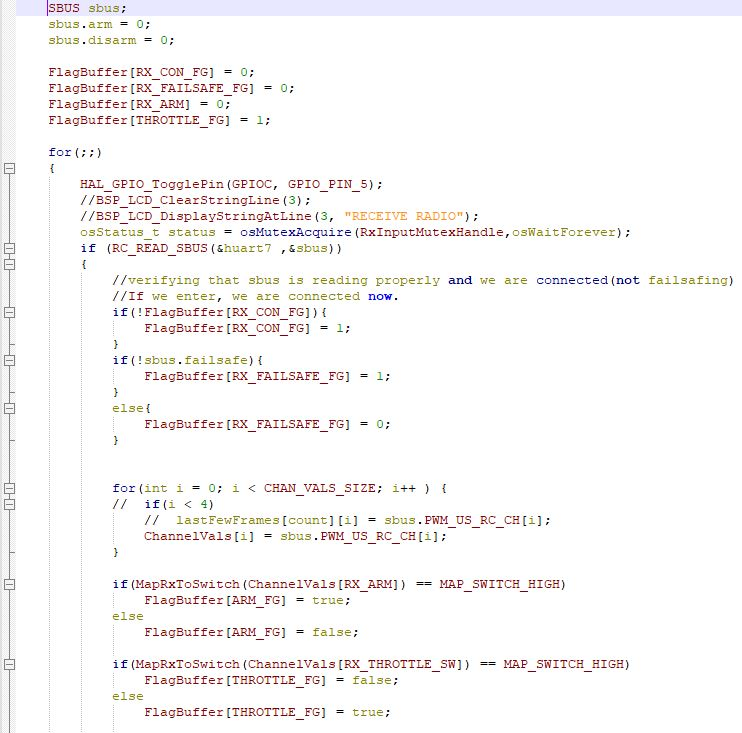 SBUS sbus;
sbus.arm = 0;
sbus.disarm = 0;
FlagBuffer[RX_CON_FG] = 0;
FlagBuffer[RX_FAILSAFE_FG] = 0;
FlagBuffer[RX_ARM] = 0;
FlagBuffer[THROTTLE_FG] = 1;
for(;;)
{
HAL_GPIO_TogglePin(GPIOC, GPIO_PIN_5);
//BSP_LCD_ClearStringLine(3);
//BSP_LCD_DisplayStringAtLine(3, "RECEIVE RADIO");
osStatus_t status = osMutexAcquire(RxInputMutexHandle,osWaitForever);
if (RC_READ_SBUS(&huart7 ,&sbus))
{
//verifying that sbus is reading properly and we are connected(not failsafing)
//If we enter, we are connected now.
if(!FlagBuffer[RX_CON_FG]){
FlagBuffer[RX_CON_FG] = 1;
}
if(!sbus.failsafe){
FlagBuffer[RX_FAILSAFE_FG] = 1;
}
else{
FlagBuffer[RX_FAILSAFE_FG] = 0;
}
for(int i = 0; i < CHAN_VALS_SIZE; i++ ) {
// if(i < 4)
// lastFewFrames[count][i] = sbus.PWM_US_RC_CH[i];
ChannelVals[i] = sbus.PWM_US_RC_CH[i];
}
if(MapRxToSwitch(ChannelVals[RX_ARM]) == MAP_SWITCH_HIGH)
FlagBuffer[ARM_FG] = true;
else
FlagBuffer[ARM_FG] = false;
if(MapRxToSwitch(ChannelVals[RX_THROTTLE_SW]) == MAP_SWITCH_HIGH)
FlagBuffer[THROTTLE_FG] = false;
else
FlagBuffer[THROTTLE_FG] = true;